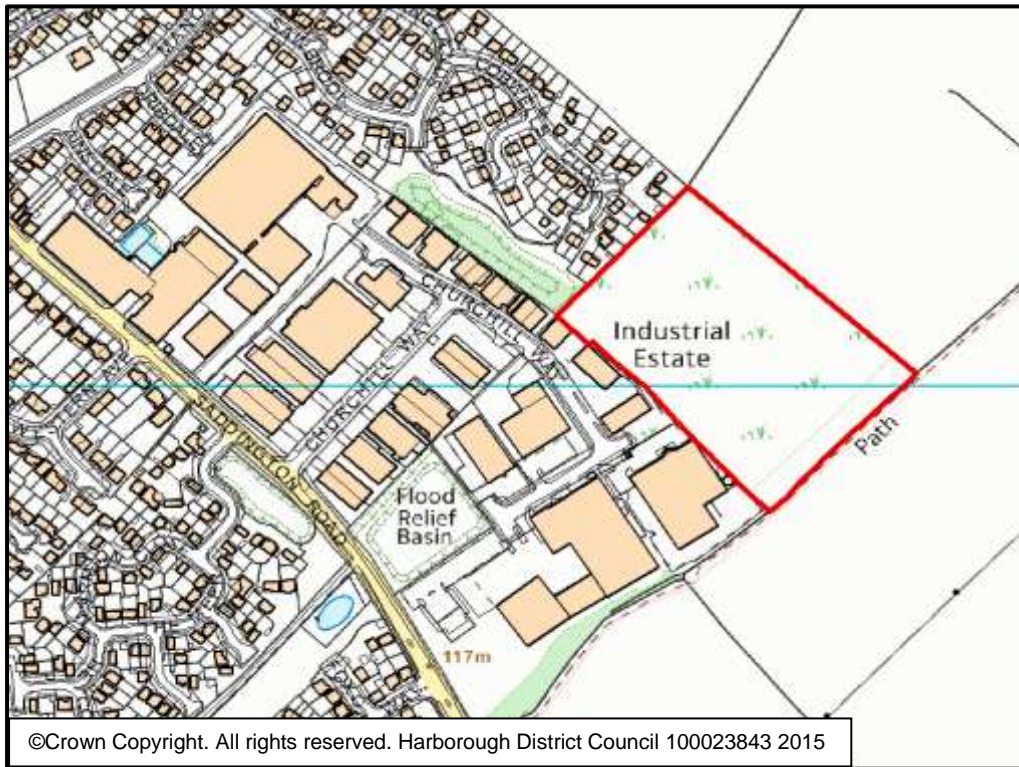 CHURCHILL WAY
Industrial
Estate
CHURCHILL WAY
SADDINGTON ROAD
Path
Flood
Relief
Basin
117m
©Crown Copyright. All rights reserved. Harborough District Council 100023843 2015